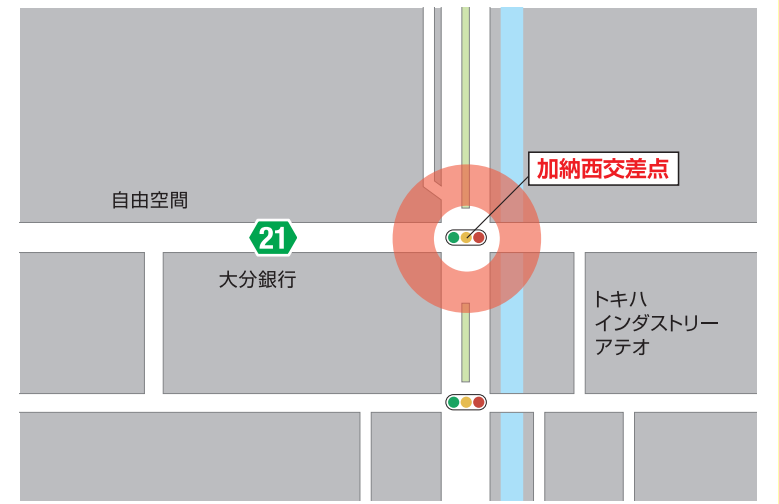 加納西交差点
自由空間
21
大分銀行
トキハ
インダストリー
アテオ